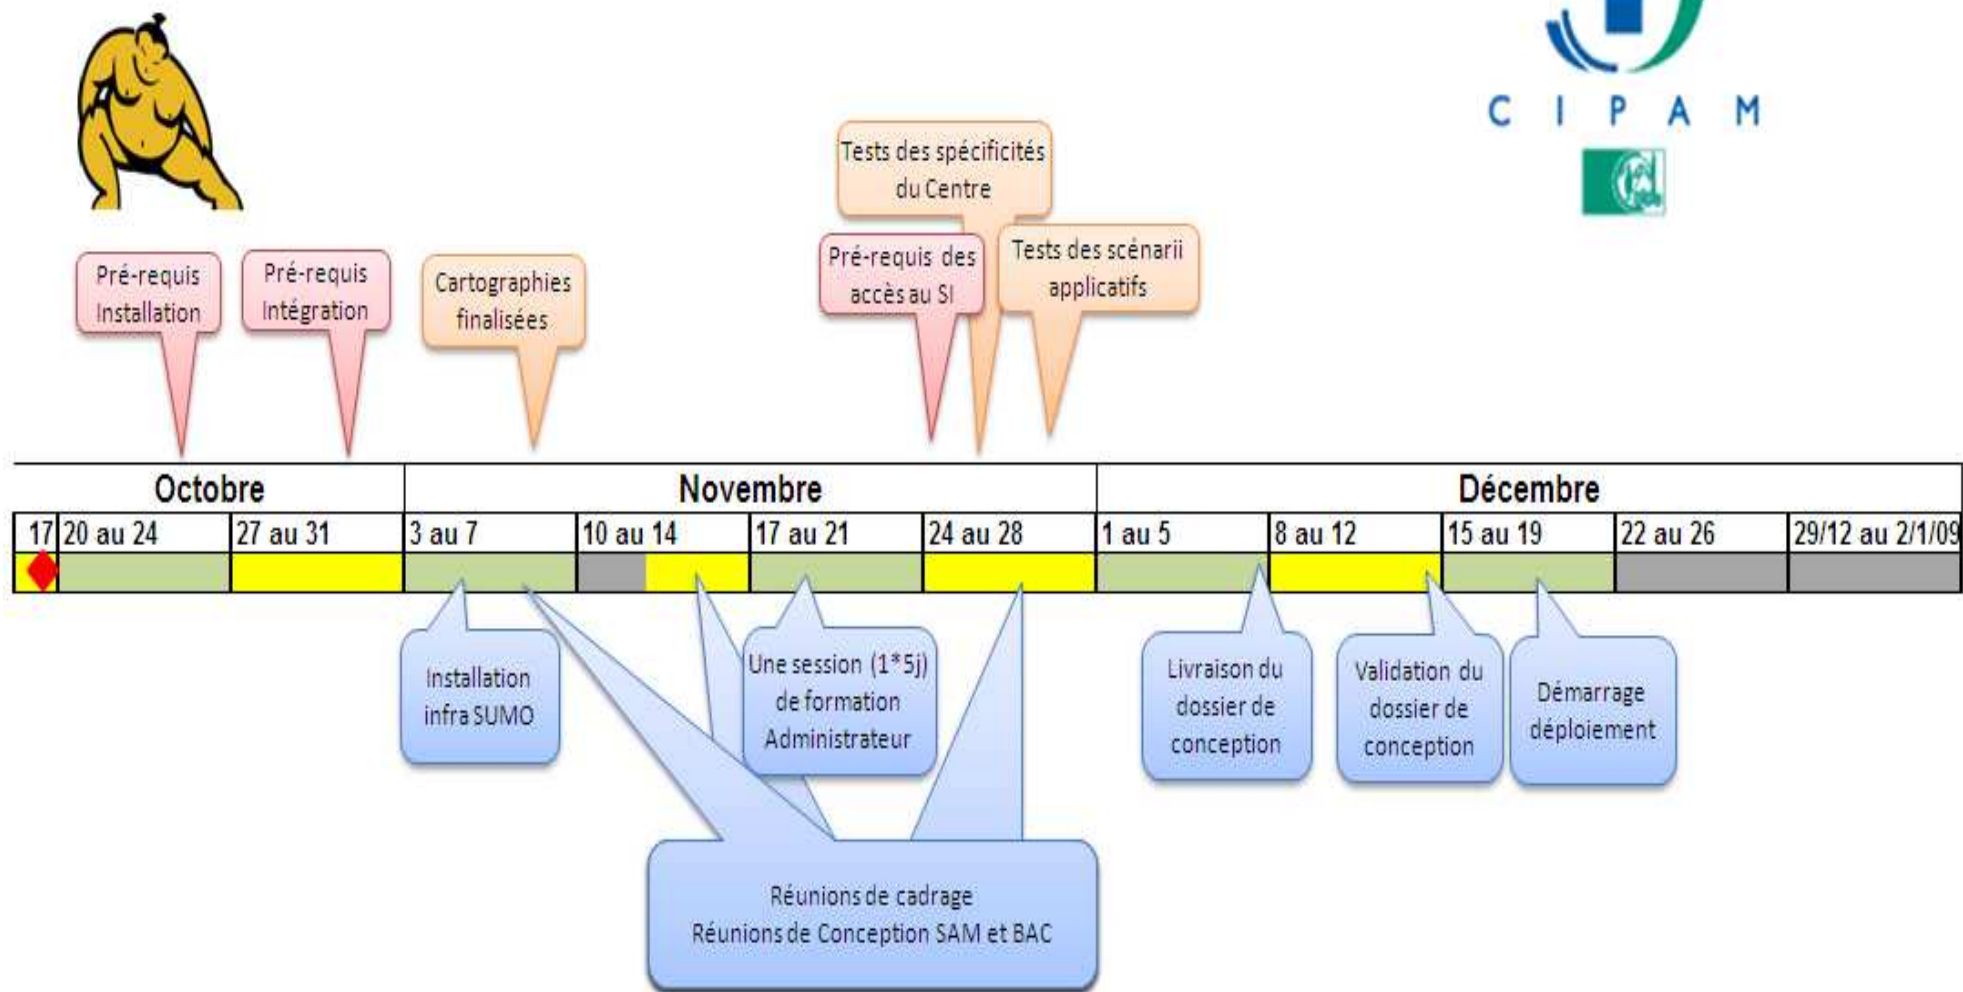 C I P A M
Tests des spécificités
du Centre
Pré-requis
Installation
Pré-requis
Intégration
Cartographies
finalisées
Pré-requis des
accès au SI
Tests des scénarii
applicatifs
Octobre
Novembre
Décembre
17
20 au 24
27 au 31
3 au 7
10 au 14
17 au 21
24 au 28
1 au 5
8 au 12
15 au 19
22 au 26
29/12 au 2/1/09
Installation
infra SUMO
Une session (1*5j)
de formation
Administrateur
Livraison du
dossier de
conception
Validation du
dossier de
conception
Démarrage
déploiement
Réunions de cadrage
Réunions de Conception SAM et BAC